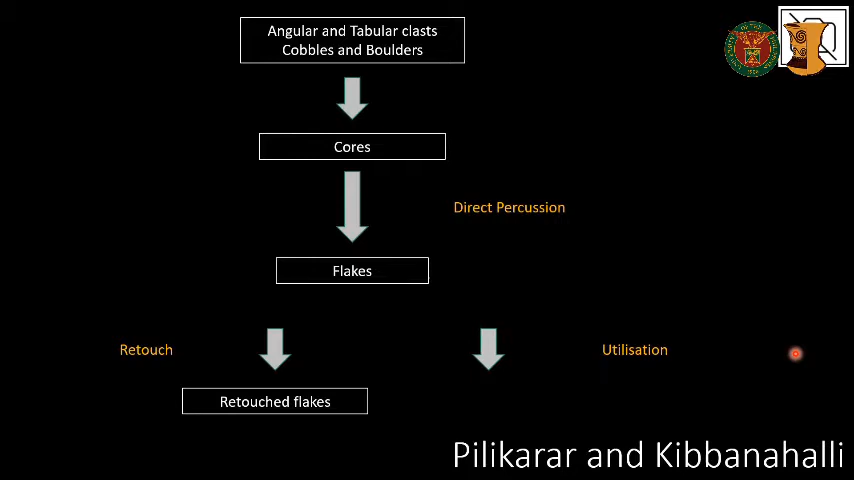 Angular and Tabular clasts
Cobbles and Boulders
Cores
Direct Percussion
Flakes
Retouch
Utilisation
Retouched flakes
Pilikarar and Kibbanahalli